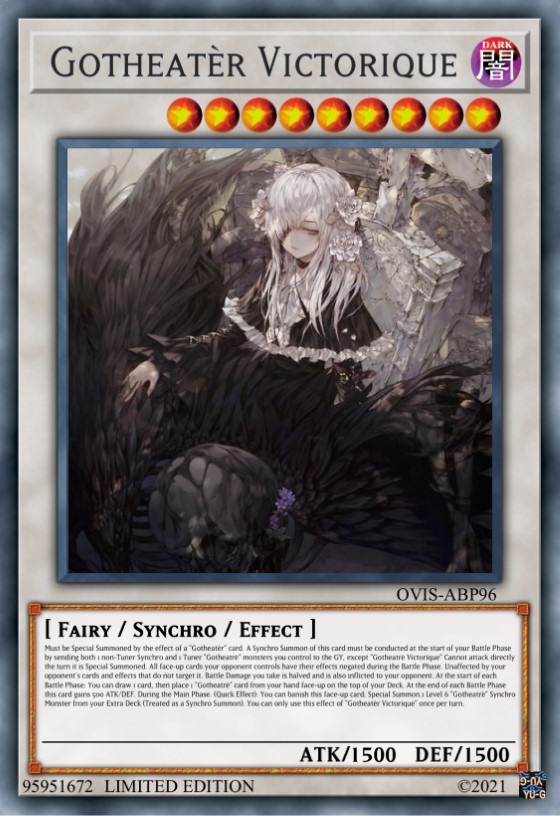 Gotheatèr Victorique
DARK
闇
OVIS-ABP96
[ Fairy / Synchro / Effect ]
Must be Special Summoned by the effect of a "Gotheatèr" card. A Synchro Summon of this card must be conducted at the start of your Battle Phase
by sending both 1 non-Tuner Synchro and 1 Tuner "Gotheatrè" monsters you control to the GY, except "Gotheatre Victorique" Cannot attack directly
the turn it is Special Summoned. All face-up cards your opponent controls have their effects negated during the Battle Phase. Unaffected by your
opponent's cards and effects that do not target it. Battle Damage you take is halved and is also inflicted to your opponent. At the start of each
Battle Phase: You can draw 1 card, then place 1 "Gotheatrè" card from your hand face-up on the top of your Deck. At the end of each Battle Phase
this card gains 500 ATK/DEF. During the Main Phase. (Quick Effect): You can banish this face-up card: Special Summon 1 Level 6 "Gotheatrè" Synchro
Monster from your Extra Deck (Treated as a Synchro Summon). You can only use this effect of "Gotheatèr Victorique" once per turn.
ATK/1500 DEF/1500
95951672 LIMITED EDITION ©2021